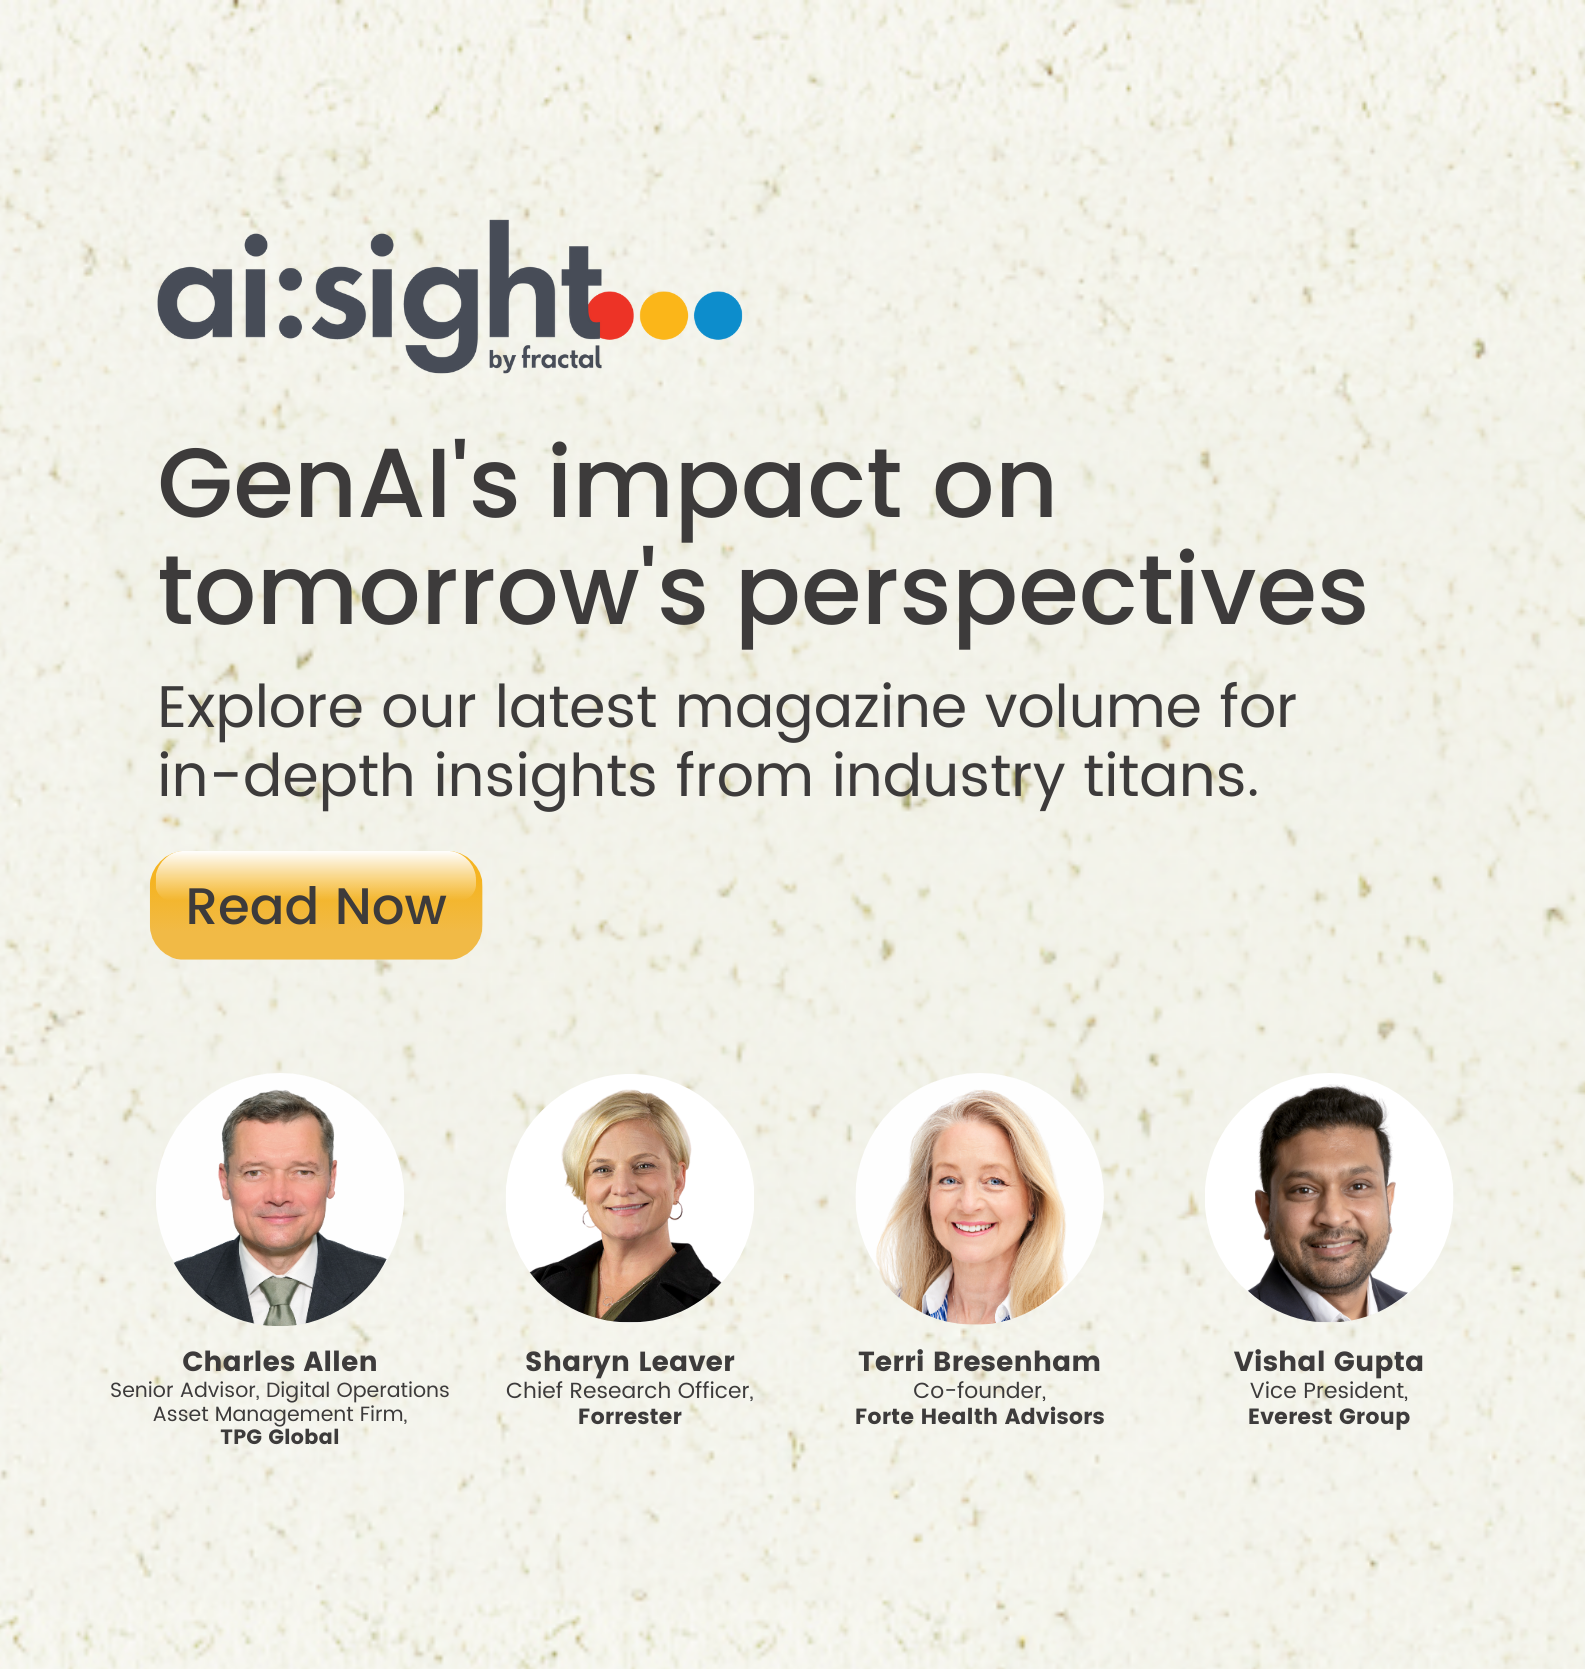 ai:sight
by fractal
GenAI's impact on
tomorrow's perspectives
Explore our latest magazine volume for
in-depth insights from industry titans.
Read Now
Charles Allen
Senior Advisor, Digital Operations
Asset Management Firm,
TPG Global
Sharyn Leaver
Chief Research Officer,
Forrester
Terri Bresenham
Co-founder,
Forte Health Advisors
Vishal Gupta
Vice President,
Everest Group